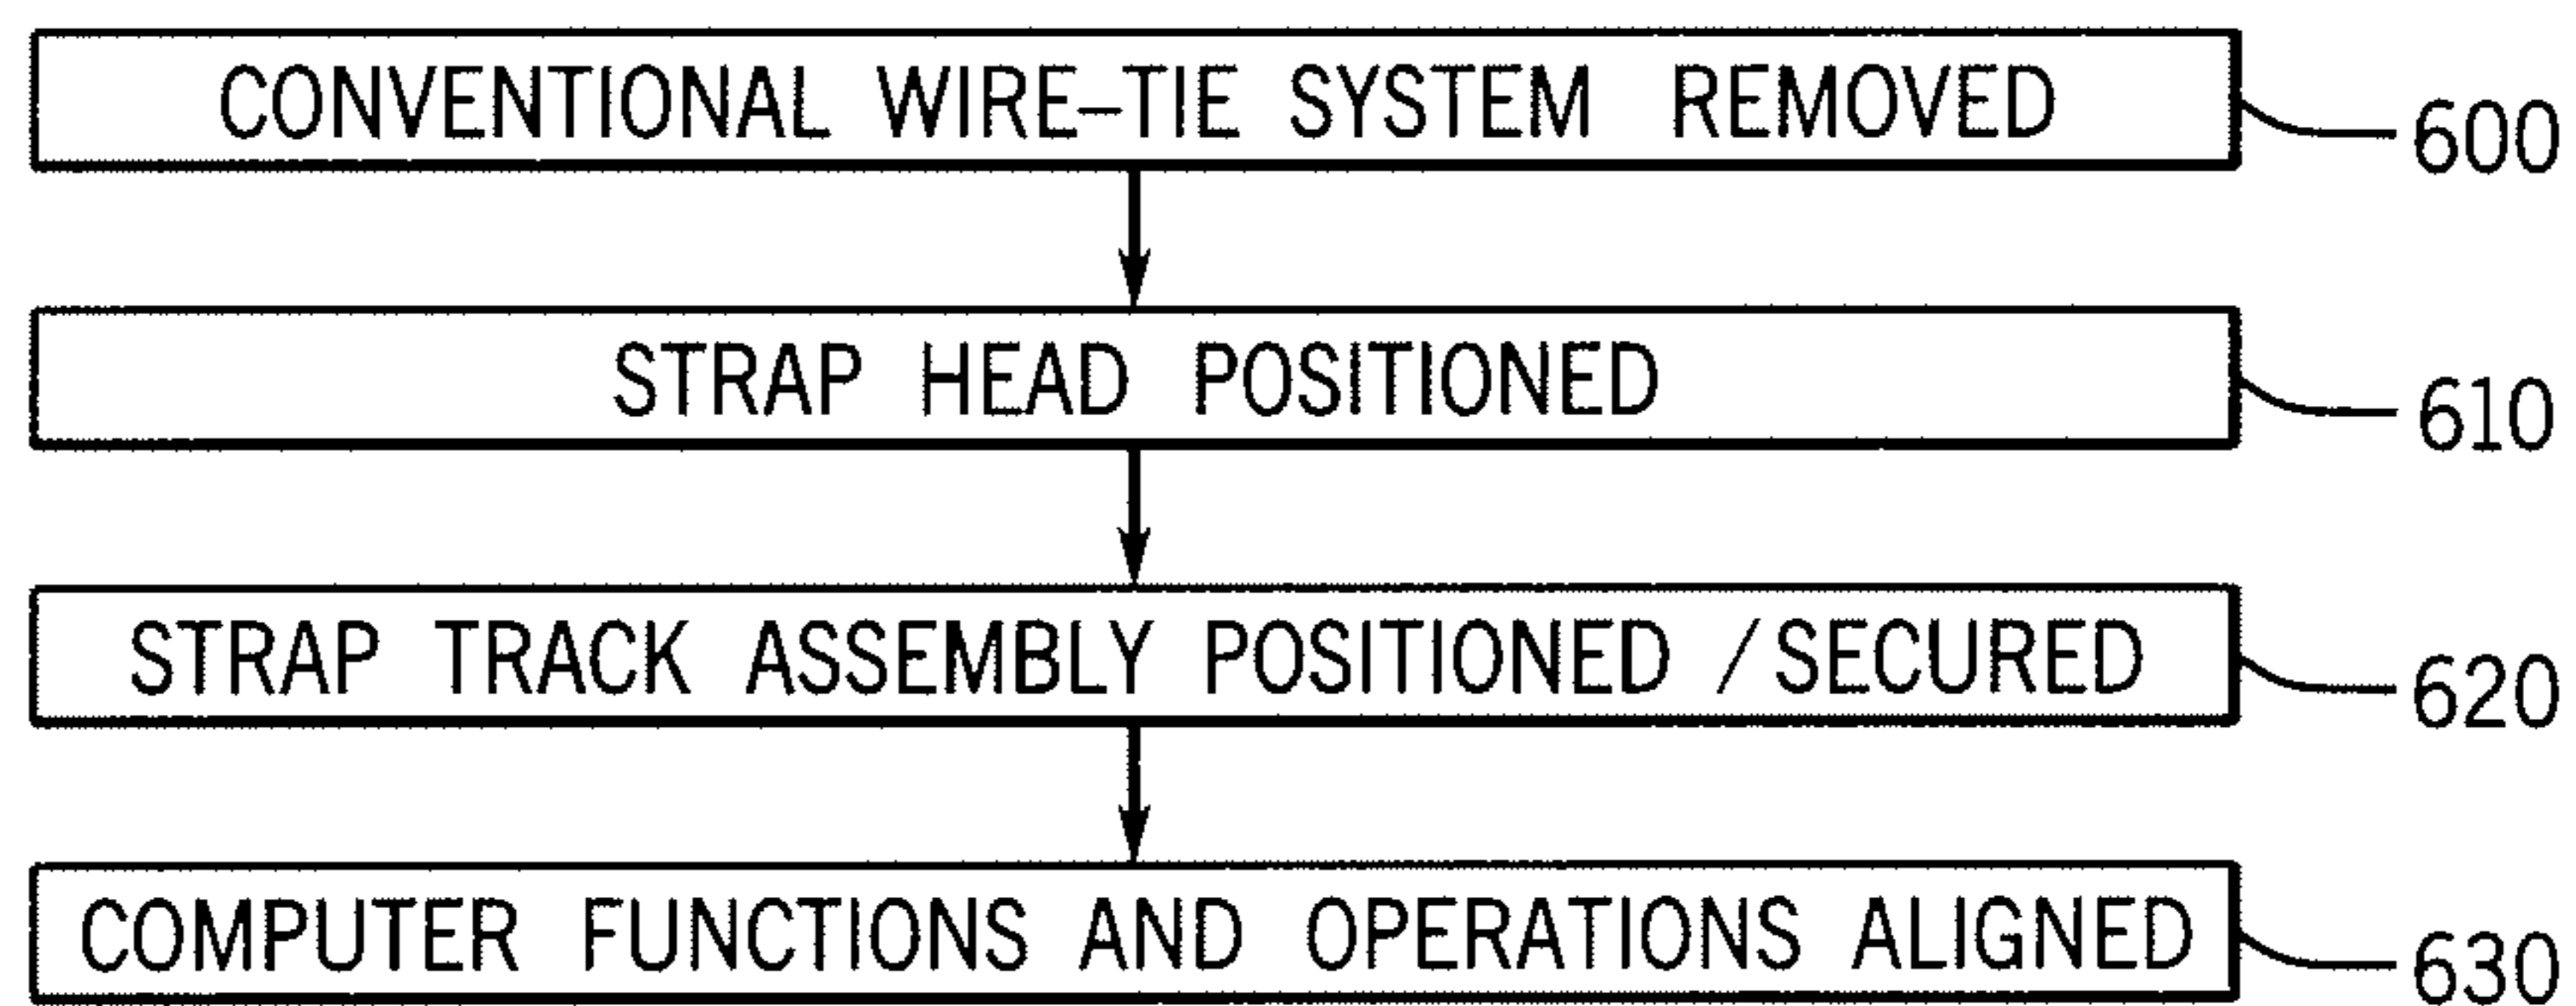 CONVENTIONAL WIRE-TIE SYSTEM REMOVED 600
STRAP HEAD POSITIONED 610
STRAP TRACK ASSEMBLY POSITIONED /SECURED 620
COMPUTER FUNCTIONS AND OPERATIONS ALIGNED 630